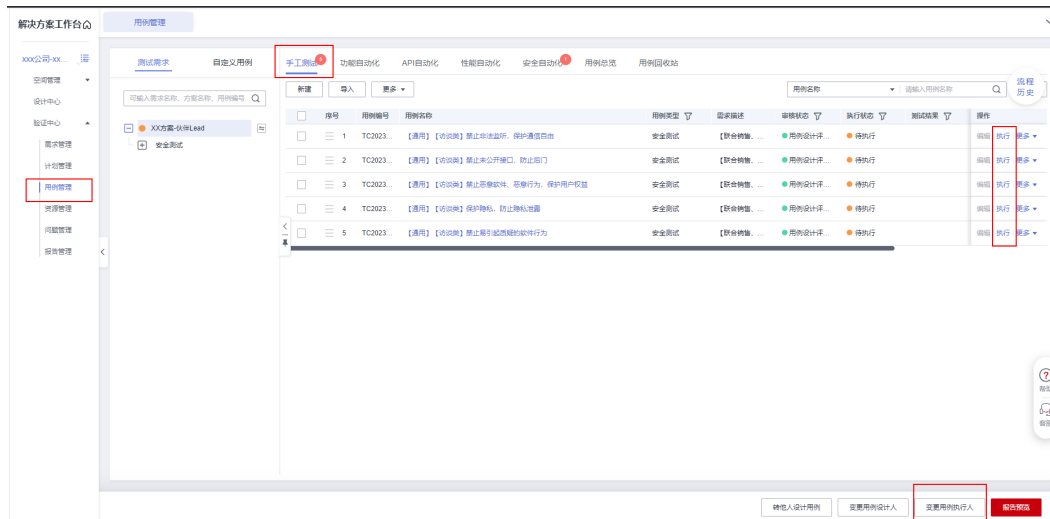 解决方案工作台
用例管理
xxx公司-xx...
空间管理
设计中心
验证中心
需求管理
计划管理
用例管理
资源管理
问题管理
报告管理
测试需求 自定义用例
可输入需求名称、方案名称、用例编号
XX方案-伙伴Lead
安全测试
手工测试 功能自动化 API自动化 性能自动化 安全自动化 1 用例总览 用例回收站
新建 导入 更多 用例名称 请输入用例名称
流程
历史
序号 用例编号 用例名称 用例类型 需求描述 审核状态 执行状态 测试结果 操作
1 TC2023... 【通用】【访谈类】禁止非法监听、保护通信自由 安全测试 【联合销售、... 用例设计评... 待执行 编辑 执行 更多
2 TC2023... 【通用】【访谈类】禁止未公开接口、防止后门 安全测试 【联合销售、... 用例设计评... 待执行 编辑 执行 更多
3 TC2023... 【通用】【访谈类】禁止恶意软件、恶意行为、保护用户权益 安全测试 【联合销售、... 用例设计评... 待执行 编辑 执行 更多
4 TC2023... 【通用】【访谈类】保护隐私、防止隐私泄露 安全测试 【联合销售、... 用例设计评... 待执行 编辑 执行 更多
5 TC2023... 【通用】【访谈类】禁止易引起质疑的软件行为 安全测试 【联合销售、... 用例设计评... 待执行 编辑 执行 更多
转他人设计用例 变更用例设计人 变更用例执行人 报告预览